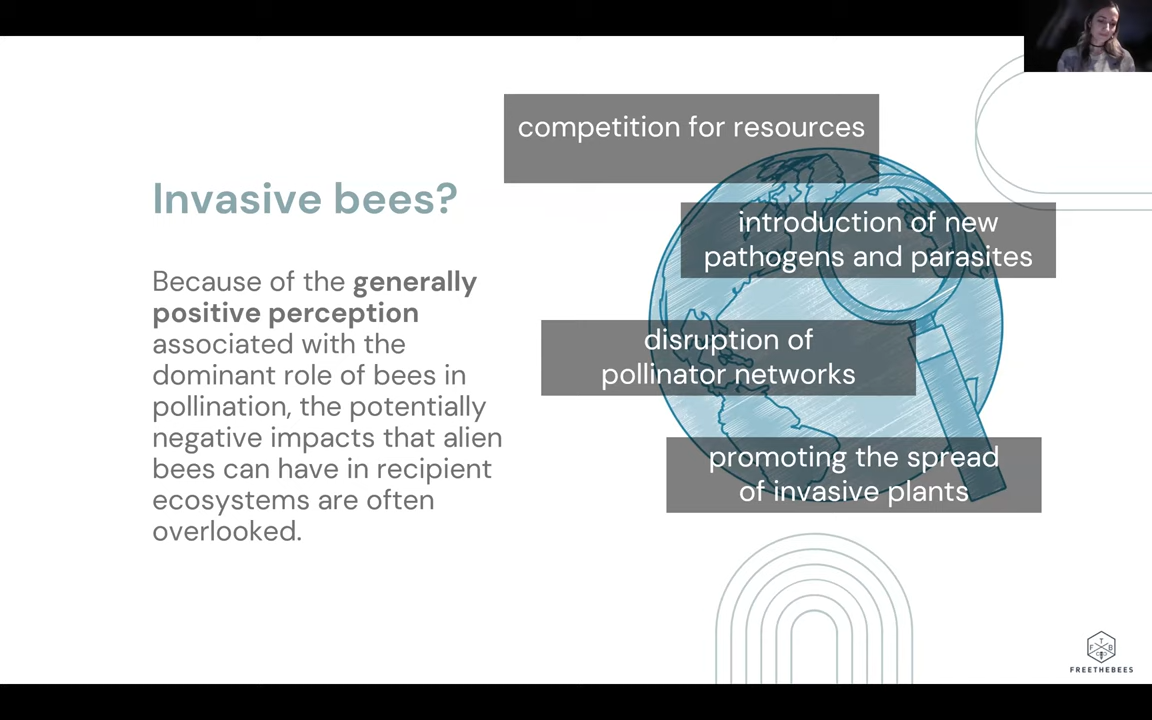 Invasive bees?
Because of the generally
positive perception
associated with the
dominant role of bees in
pollination, the potentially
negative impacts that alien
bees can have in recipient
ecosystems are often
overlooked.
competition for resources
introduction of new
pathogens and parasites
disruption of
pollinator networks
promoting the spread
of invasive plants
T
F B
FREETHEBEES